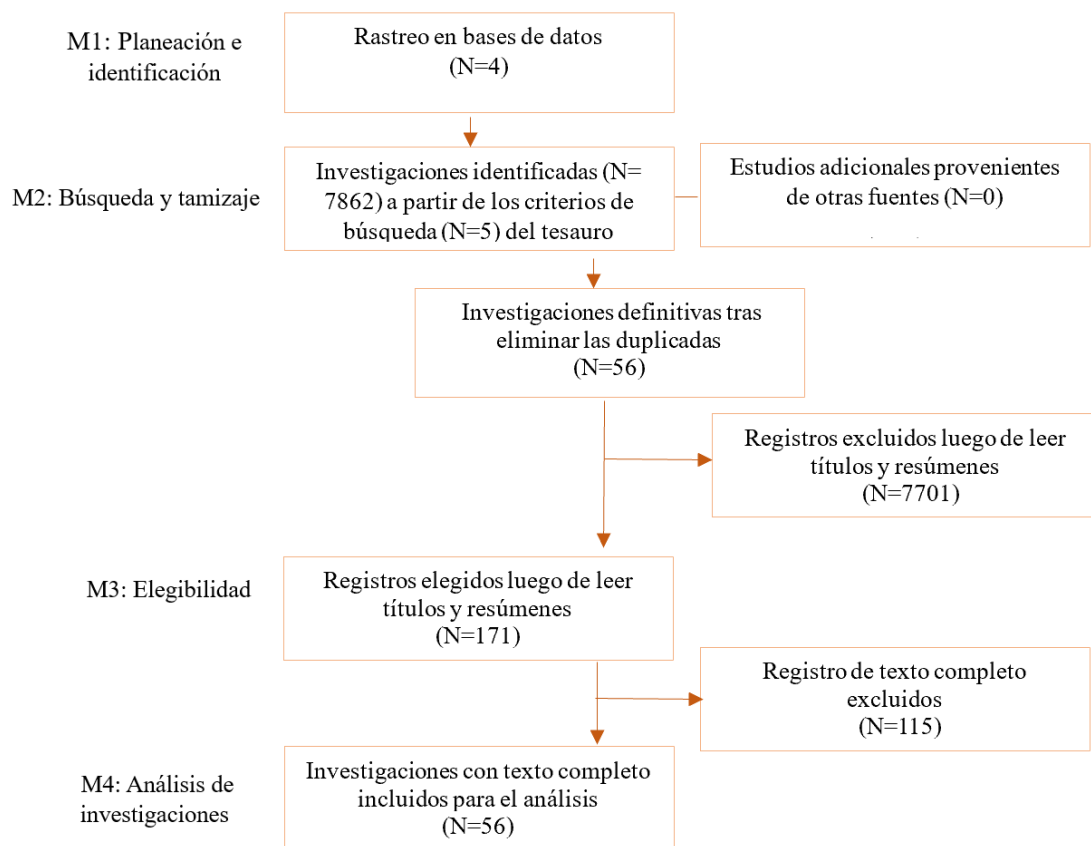 M1: Planeación e
identificación
Rastreo en bases de datos
(N=4)
M2: Búsqueda y tamizaje
Investigaciones identificadas (N=
7862) a partir de los criterios de
búsqueda (N=5) del tesauro
Estudios adicionales provenientes
de otras fuentes (N=0)
Investigaciones definitivas tras
eliminar las duplicadas
(N=56)
Registros excluidos luego de leer
títulos y resúmenes
(N=7701)
M3: Elegibilidad
Registros elegidos luego de leer
títulos y resúmenes
(N=171)
Registro de texto completo
excluidos
(N=115)
M4: Análisis de
investigaciones
Investigaciones con texto completo
incluidos para el análisis
(N=56)